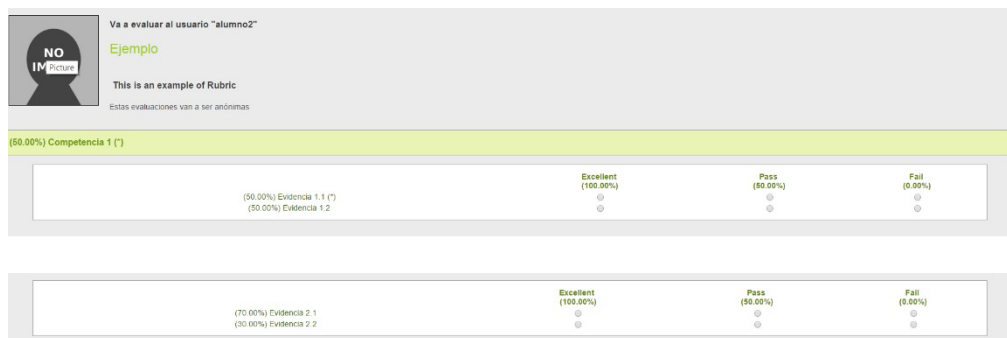 Va a evaluar al usuario "alumno2"
Ejemplo
NO
IM
Picture
This is an example of Rubric
Estas evaluaciones van a ser anónimas
(50.00%) Competencia 1 (*)
Excellent Pass Fail
(100.00%) (50.00%) (0.00%)
(50.00%) Evidencia 1.1 (*)
(50.00%) Evidencia 1.2
Excellent Pass Fail
(100.00%) (50.00%) (0.00%)
(70.00%) Evidencia 2.1
(30.00%) Evidencia 2.2